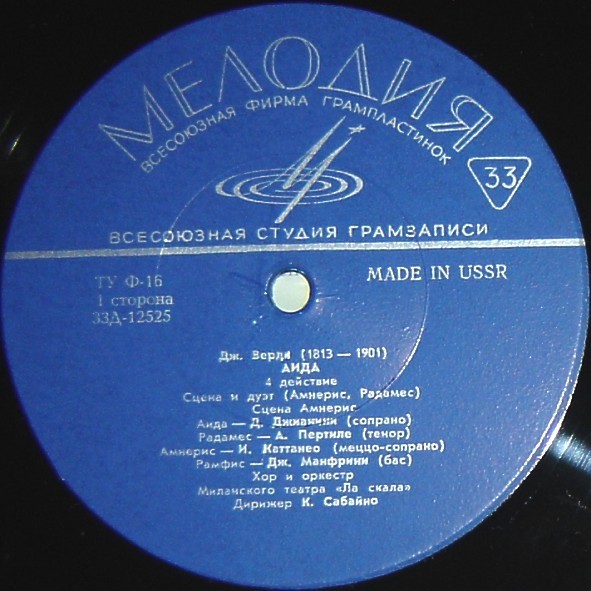 МЕЛОДИЯ
ВСЕСОЮЗНАЯ ФИРМА ГРАМПЛАСТИНОК
33
ВСЕСОЮЗНАЯ СТУДИЯ ГРАМЗАПИСИ
ТУ Ф-16
MADE IN USSR
1 сторона
33Д-12525
Дж. Верди (1813 — 1901)
АИДА
4 действие
Сцена и дуэт (Амнерис, Радамес)
Сцена Амнерис
Аида — Д. Джианини (сопрано)
Радамес — А. Пертиле (тенор)
Амнерис — И. Каттанео (меццо-сопрано)
Рамфис — Дж. Манфрини (бас)
Хор и оркестр
Миланского театра «Ла скала»
Дирижер К. Сабайно